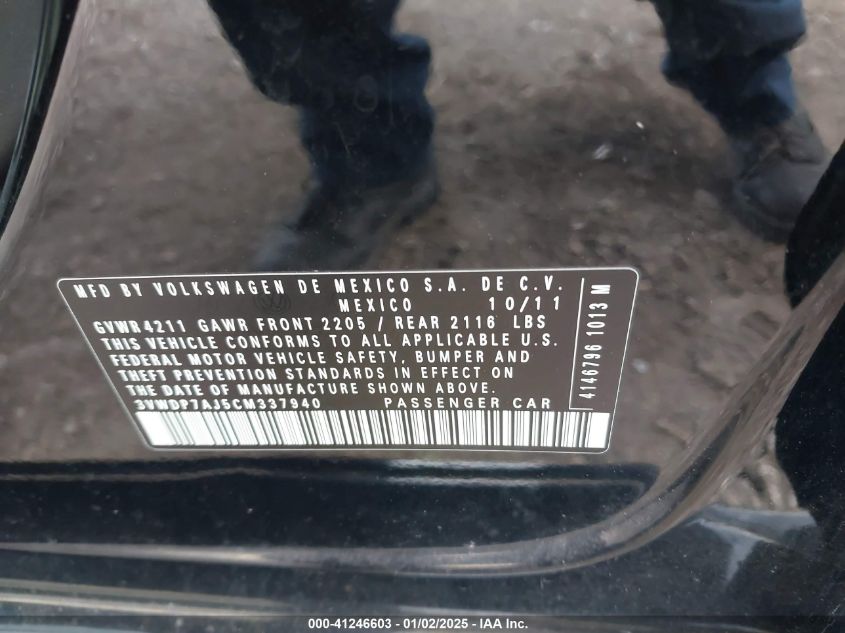 MFD BY VOLKSWAGEN DE MEXICO S.A. DE C.V.
MEXICO 10/11
GVWR 4211 GAWR FRONT 2205 / REAR 2116 LBS
THIS VEHICLE CONFORMS TO ALL APPLICABLE U.S.
FEDERAL MOTOR VEHICLE SAFETY, BUMPER AND
THEFT PREVENTION STANDARDS IN EFFECT ON
THE DATE OF MANUFACTURE SHOWN ABOVE.
3VWDP7AJ5CM337940 PASSENGER CAR
4146796 1013 M
000-41246603 - 01/02/2025 - IAA Inc.